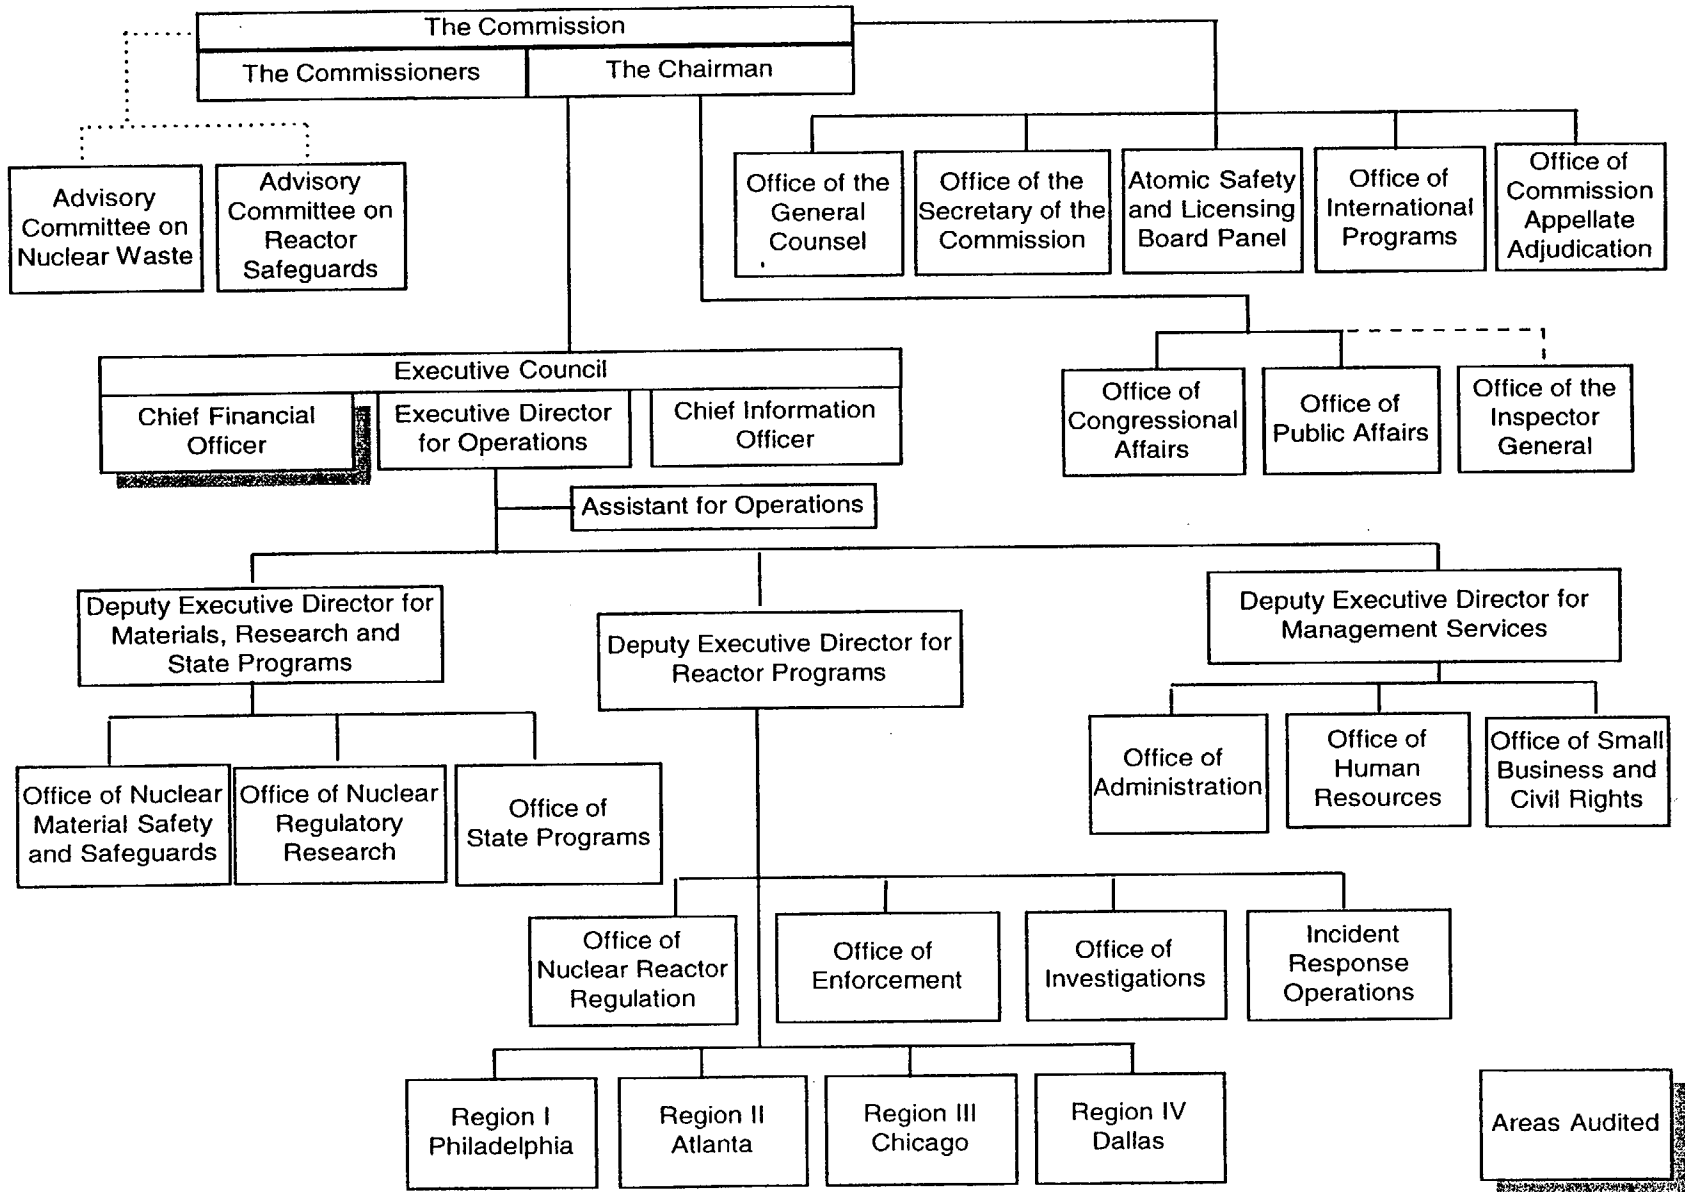 The Commission
The Commissioners
The Chairman
Advisory
Committee on
Nuclear Waste
Advisory
Committee on
Reactor
Safeguards
Office of the
General
Counsel
Office of the
Secretary of the
Commission
Atomic Safety
and Licensing
Board Panel
Office of
International
Programs
Office of
Commission
Appellate
Adjudication
Executive Council
Chief Financial
Officer
Executive Director
for Operations
Chief Information
Officer
Office of
Congressional
Affairs
Office of
Public Affairs
Office of the
Inspector
General
Assistant for Operations
Deputy Executive Director for
Materials, Research and
State Programs
Deputy Executive Director for
Reactor Programs
Deputy Executive Director for
Management Services
Office of Nuclear
Material Safety
and Safeguards
Office of Nuclear
Regulatory
Research
Office of
State Programs
Office of
Administration
Office of
Human
Resources
Office of Small
Business and
Civil Rights
Office of
Nuclear Reactor
Regulation
Office of
Enforcement
Office of
Investigations
Incident
Response
Operations
Region I
Philadelphia
Region II
Atlanta
Region III
Chicago
Region IV
Dallas
Areas Audited